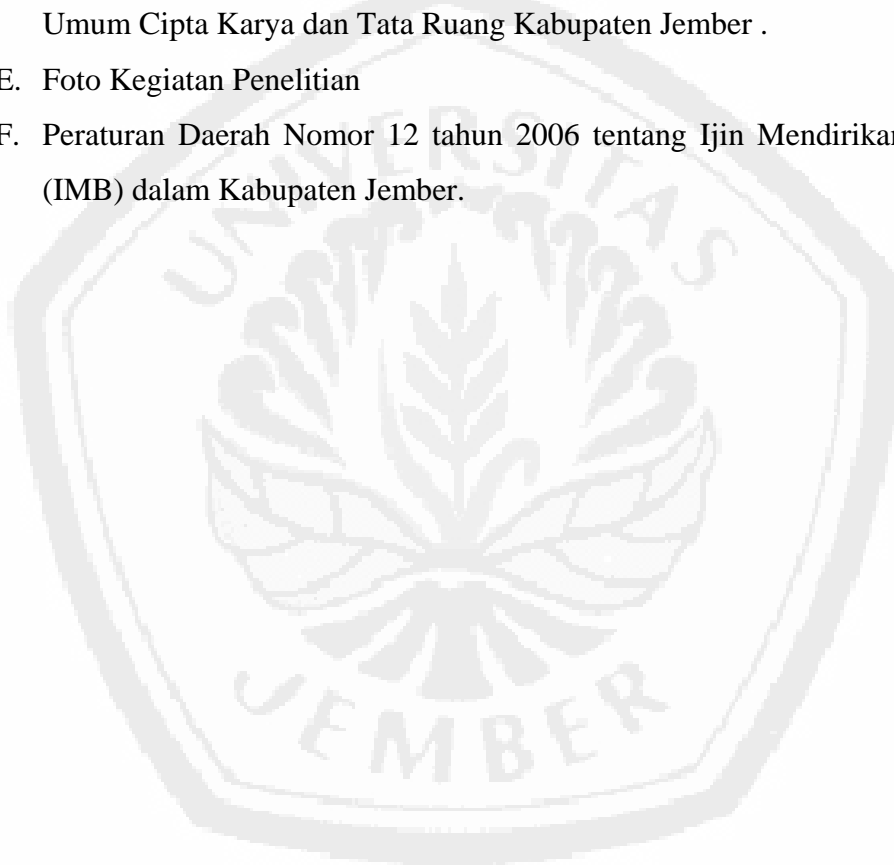 Umum Cipta Karya dan Tata Ruang Kabupaten Jember .
E. Foto Kegiatan Penelitian
F. Peraturan Daerah Nomor 12 tahun 2006 tentang Ijin Mendirikan
(IMB) dalam Kabupaten Jember.
UNIVERSITAS
JEMBER